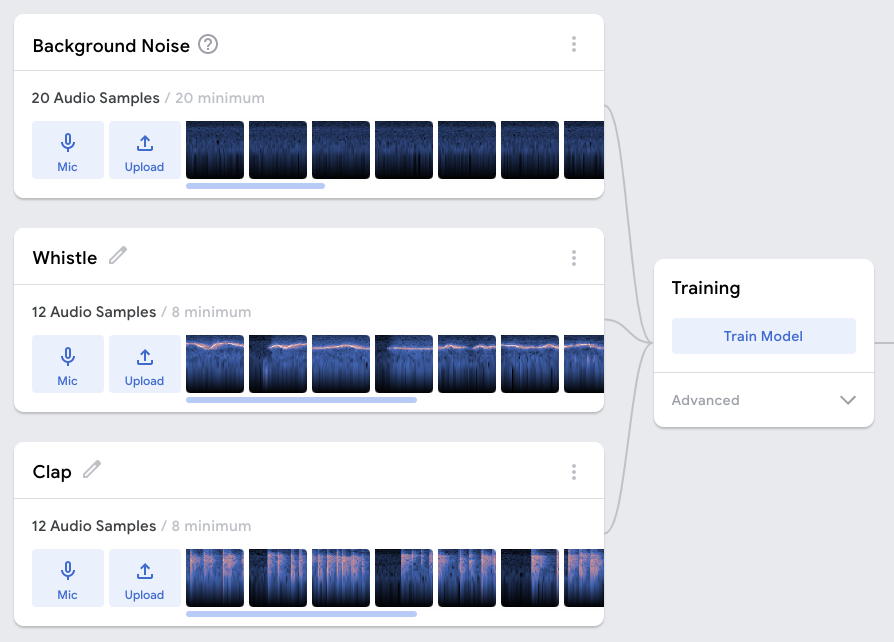 Background Noise ?
20 Audio Samples / 20 minimum
Mic
Upload
Whistle
12 Audio Samples / 8 minimum
Mic
Upload
Clap
12 Audio Samples / 8 minimum
Mic
Upload
Training
Train Model
Advanced